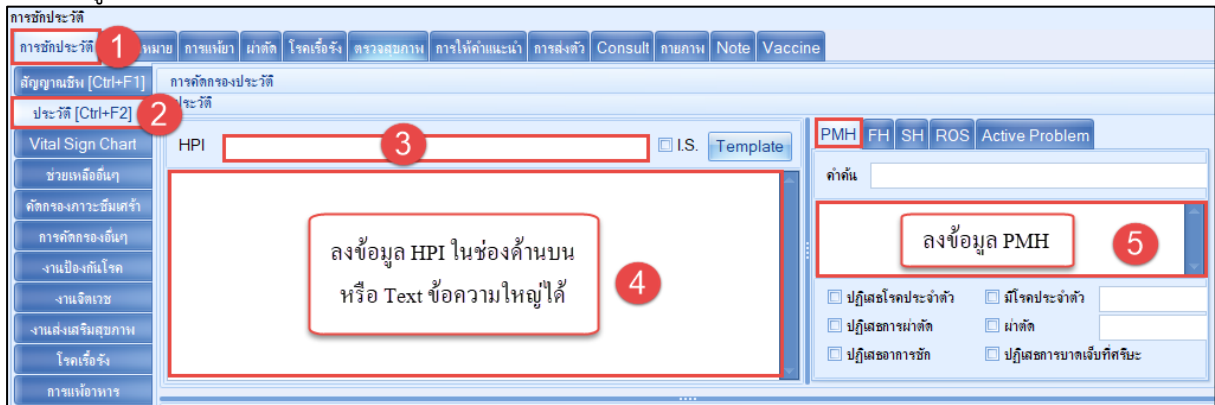 การซักประวัติ
การซักประวัติ 1 หมาย การแพ้ยา ผ่าตัด โรคเรื้อรัง ตรวจสุขภาพ การให้คำแนะนำ การส่งตัว Consult กายภาพ Note Vaccine
สัญญาณชีพ [Ctrl+F1]
ประวัติ [Ctrl+F2] 2
Vital Sign Chart
ช่วยเหลืออื่นๆ
คัดกรองภาวะซึมเศร้า
การคัดกรองอื่นๆ
งานป้องกันโรค
งานจิตเวช
งานส่งเสริมสุขภาพ
โรคเรื้อรัง
การแพ้อาหาร
การคัดกรองประวัติ
ประวัติ
HPI 3 I.S. Template
ลงข้อมูล HPI ในช่องด้านบน
หรือ Text ข้อความใหญ่ได้
4
PMH FH SH ROS Active Problem
คำค้น
ลงข้อมูล PMH 5
ปฏิเสธโรคประจำตัว มีโรคประจำตัว
ปฏิเสธการผ่าตัด ผ่าตัด
ปฏิเสธอาการชัก ปฏิเสธการบาดเจ็บที่ศรีษะ